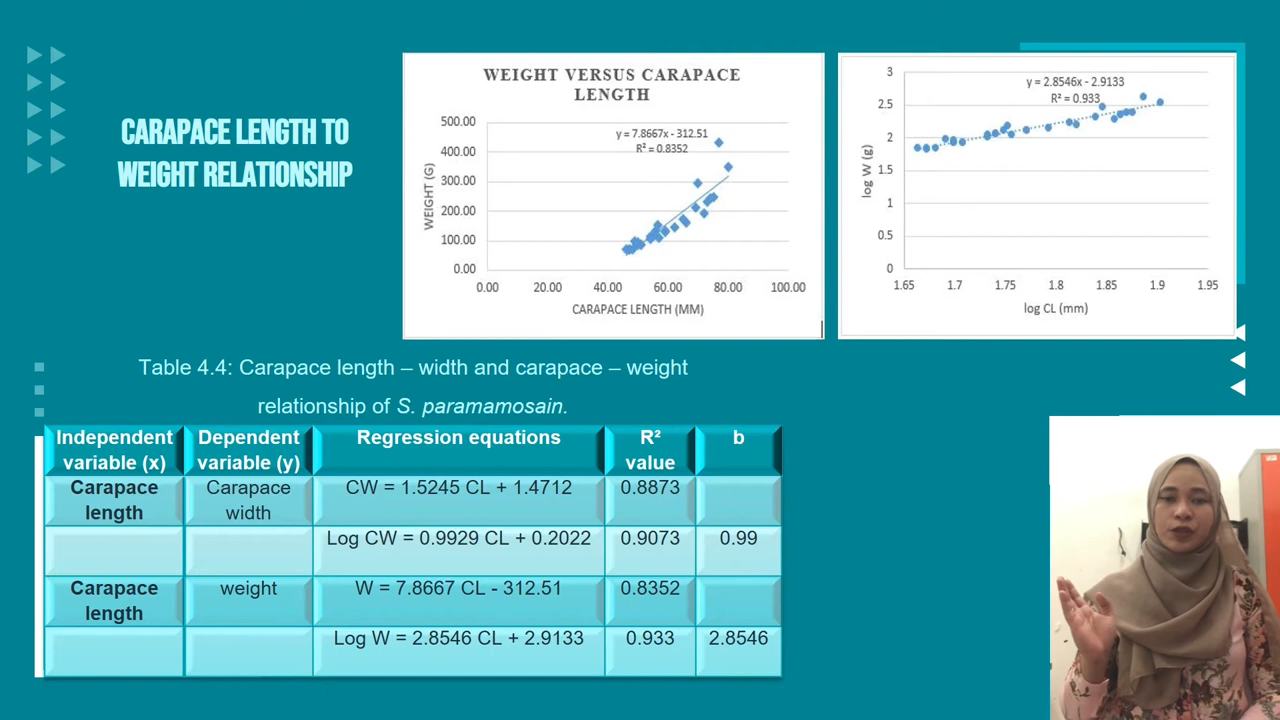 CARAPACE LENGTH TO
WEIGHT RELATIONSHIP
WEIGHT VERSUS CARAPACE
LENGTH
y = 7.8667x - 312.51
R² = 0.8352
500.00
400.00
300.00
200.00
100.00
0.00
WEIGHT (G)
0.00 20.00 40.00 60.00 80.00 100.00
CARAPACE LENGTH (MM)
y = 2.8546x - 2.9133
R² = 0.933
3
2.5
2
1.5
1
0.5
0
log W (g)
1.65 1.7 1.75 1.8 1.85 1.9 1.95
log CL (mm)
Table 4.4: Carapace length – width and carapace – weight
relationship of S. paramamosain.
Independent variable (x) Dependent variable (y) Regression equations R² value b
Carapace length Carapace width CW = 1.5245 CL + 1.4712 0.8873
Log CW = 0.9929 CL + 0.2022 0.9073 0.99
Carapace length weight W = 7.8667 CL - 312.51 0.8352
Log W = 2.8546 CL + 2.9133 0.933 2.8546